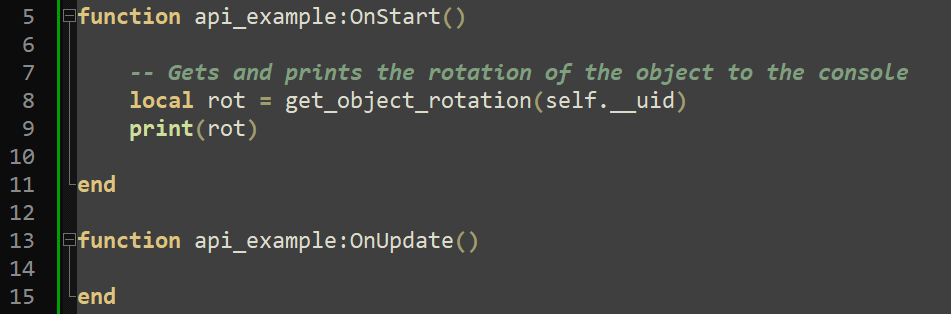 5 function api_example:OnStart()
6
7 -- Gets and prints the rotation of the object to the console
8 local rot = get_object_rotation(self.__uid)
9 print(rot)
10
11 end
12
13 function api_example:OnUpdate()
14
15 end